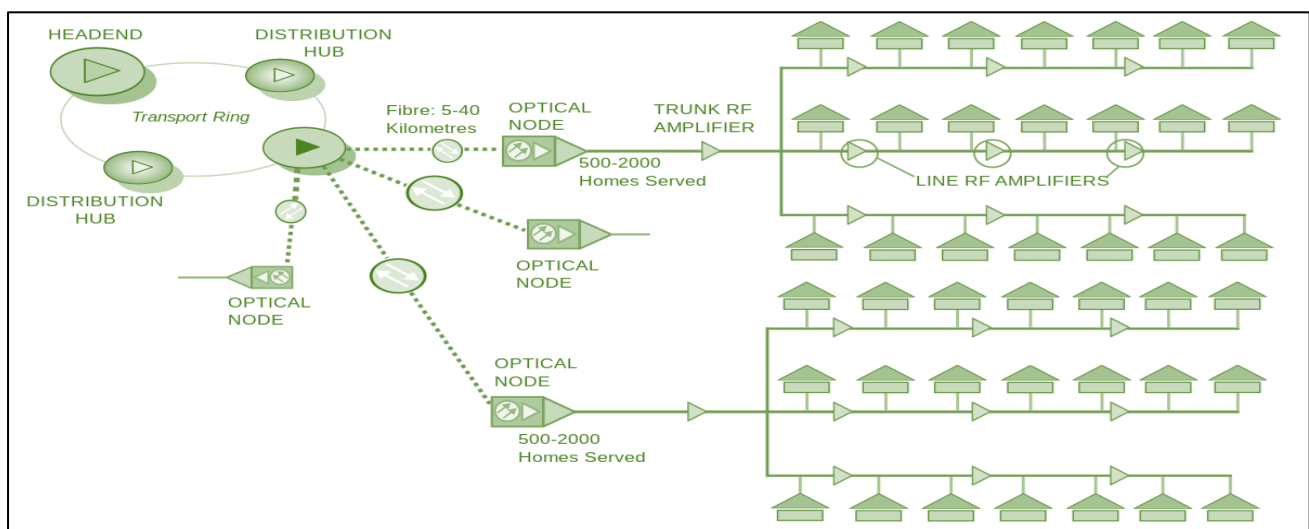 HEADEND
DISTRIBUTION
HUB
Transport Ring
Fibre: 5-40
Kilometres
OPTICAL
NODE
TRUNK RF
AMPLIFIER
500-2000
Homes Served
LINE RF AMPLIFIERS
DISTRIBUTION
HUB
OPTICAL
NODE
OPTICAL
NODE
OPTICAL
NODE
500-2000
Homes Served